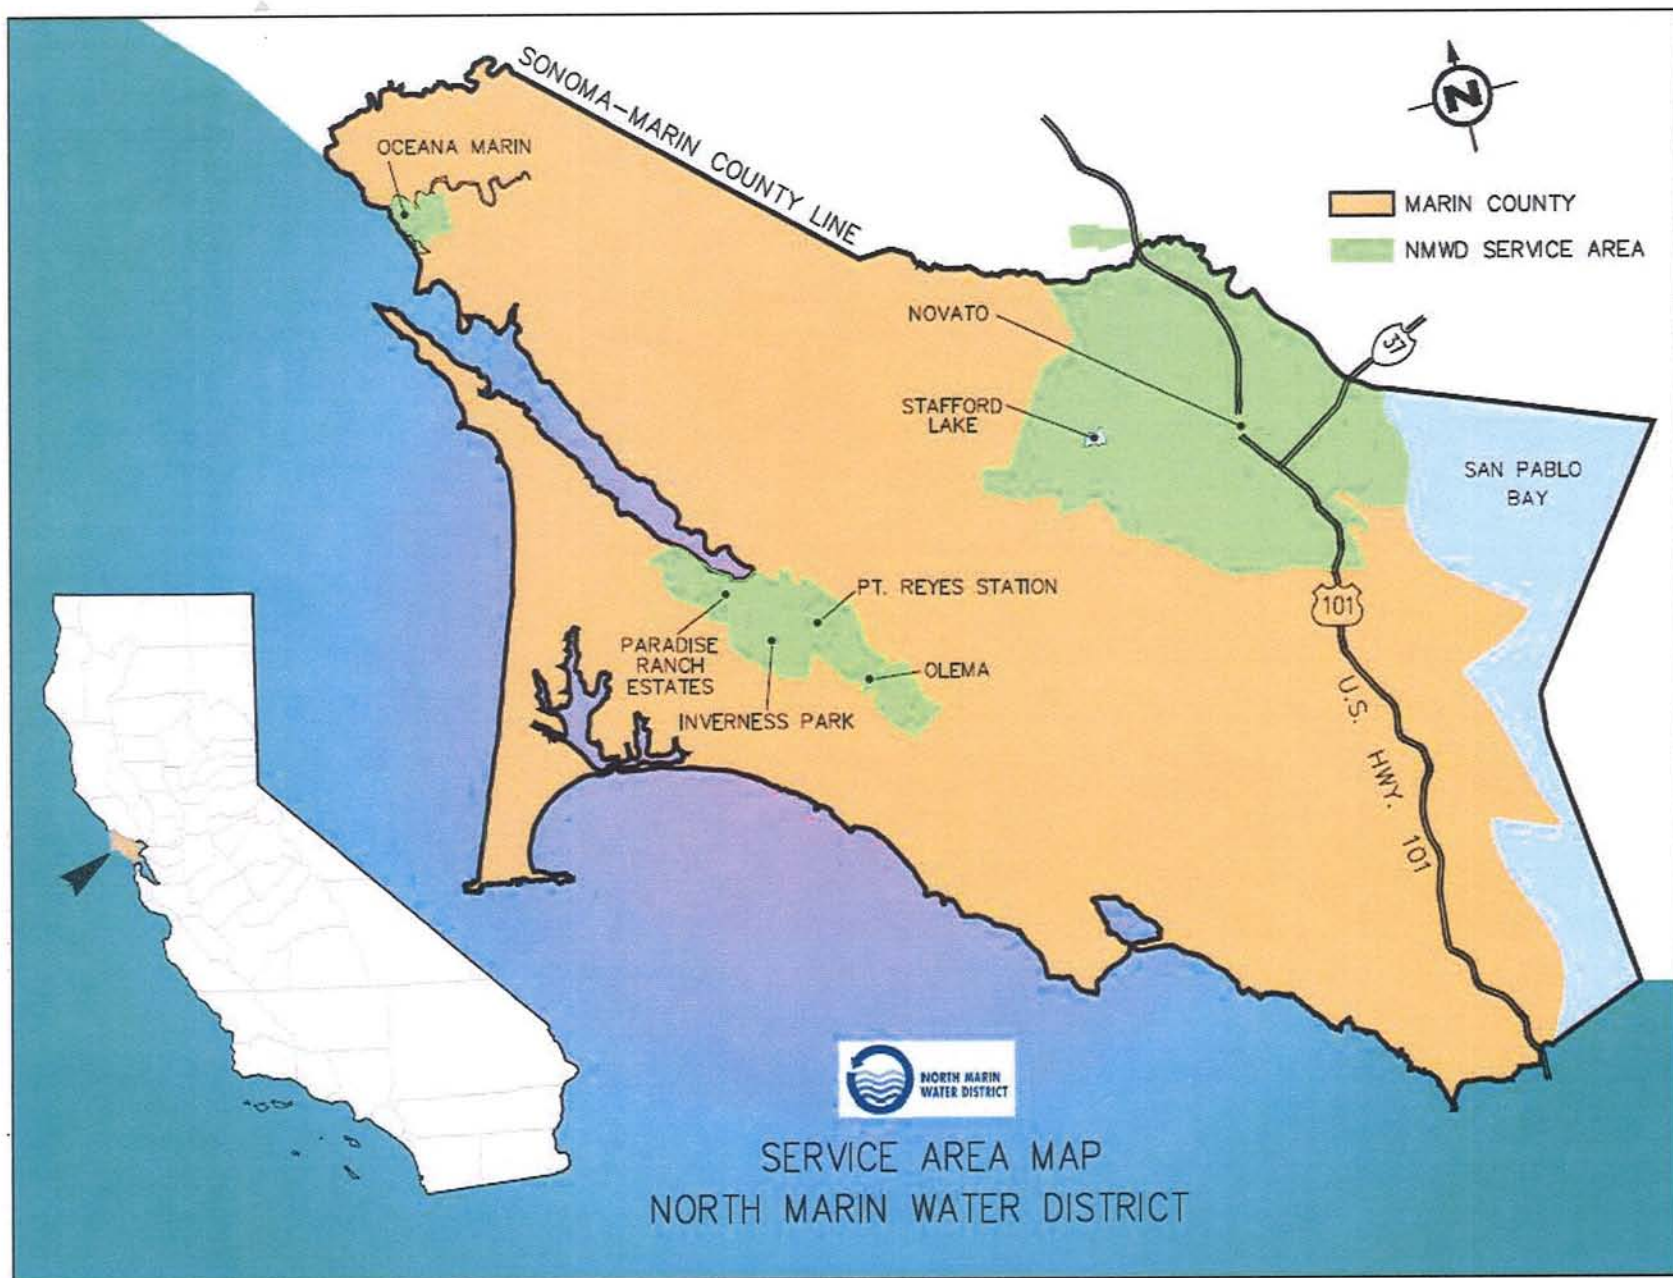 SONOMA-MARIN COUNTY LINE
N
OCEANA MARIN
MARIN COUNTY
NMWD SERVICE AREA
NOVATO
37
STAFFORD
LAKE
SAN PABLO
BAY
PT. REYES STATION
101
PARADISE
RANCH
ESTATES
OLEMA
INVERNESS PARK
U.S. HWY. 101
NORTH MARIN
WATER DISTRICT
SERVICE AREA MAP
NORTH MARIN WATER DISTRICT